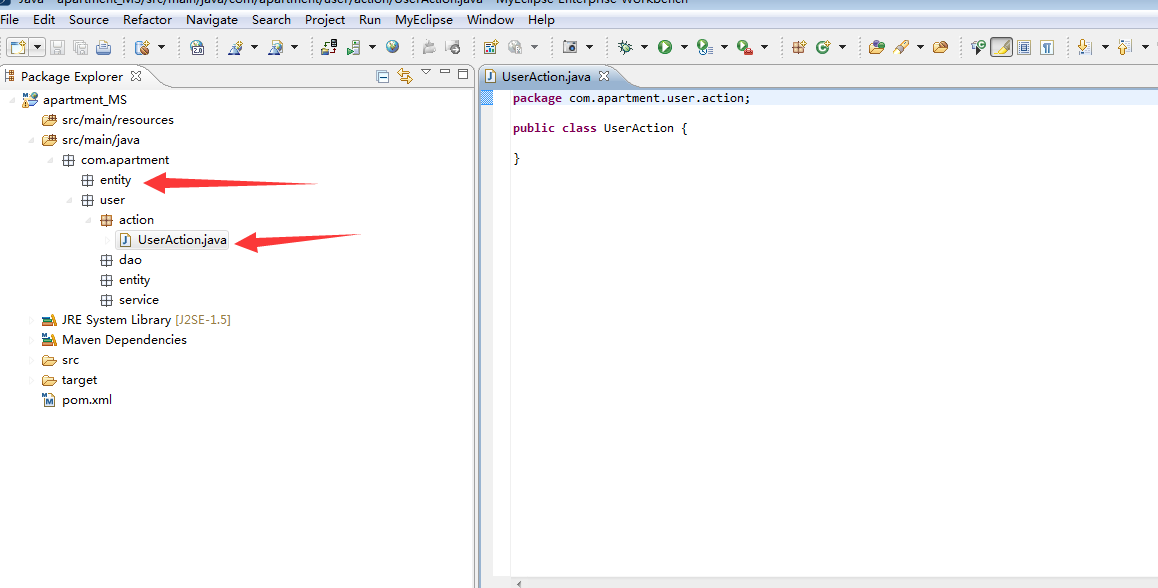 Java - apartment_MS/src/main/java/com/apartment/user/action/UserAction.java - MyEclipse Enterprise Workbench
File Edit Source Refactor Navigate Search Project Run MyEclipse Window Help
Package Explorer
UserAction.java
apartment_MS
src/main/resources
src/main/java
com.apartment
entity
user
action
UserAction.java
dao
entity
service
JRE System Library [J2SE-1.5]
Maven Dependencies
src
target
pom.xml
package com.apartment.user.action;
public class UserAction {
}